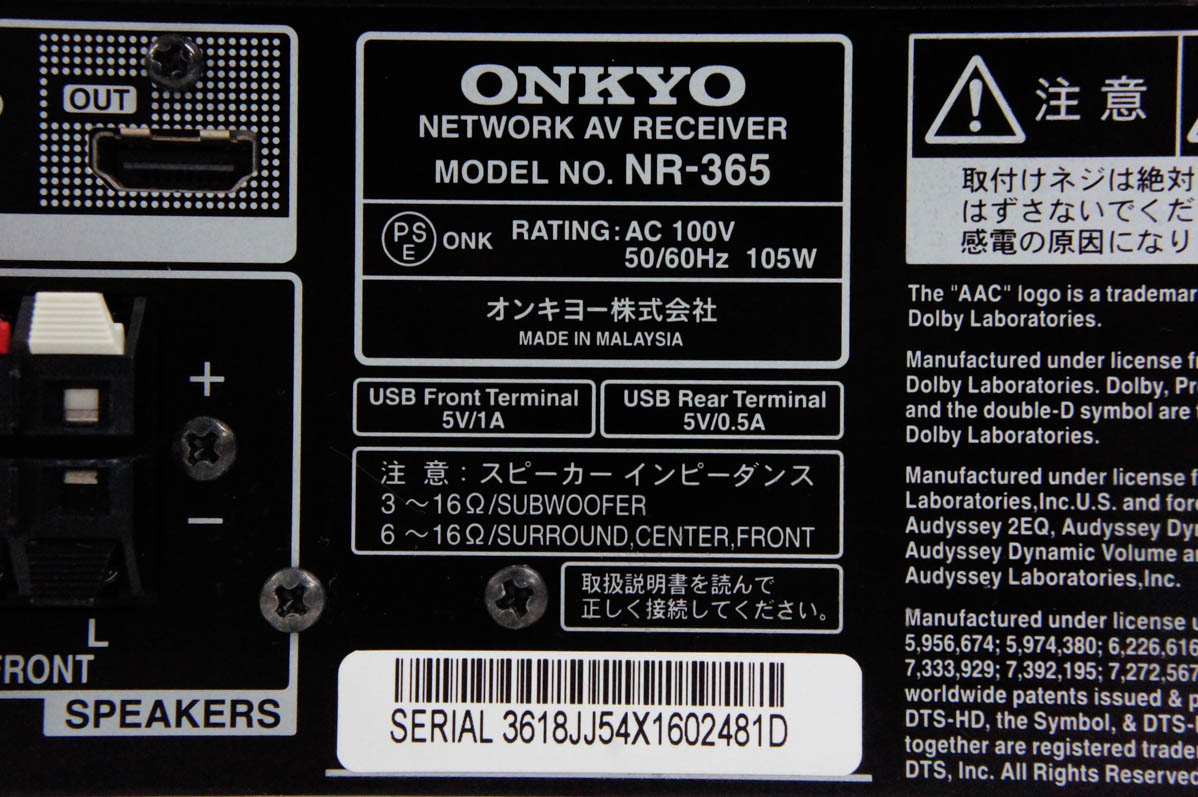 OUT
+
−
L
FRONT
SPEAKERS
ONKYO
NETWORK AV RECEIVER
MODEL NO. NR-365
PSE ONK RATING: AC 100V
50/60Hz 105W
オンキヨー株式会社
MADE IN MALAYSIA
USB Front Terminal
5V/1A
USB Rear Terminal
5V/0.5A
注 意 : スピーカー インピーダンス
3 ～16Ω/SUBWOOFER
6 ～16Ω/SURROUND,CENTER,FRONT
取扱説明書を読んで
正しく接続してください。
SERIAL 3618JJ54X1602481D
注 意
取付けネジは絶対
はずさないでくだ
感電の原因になり
The "AAC" logo is a
Dolby Laboratories.
Manufactured under license
Dolby Laboratories. Dolby,
and the double-D symbol are
Dolby Laboratories.
Manufactured under license
Laboratories,Inc.U.S. and
Audyssey 2EQ, Audyssey
Audyssey Dynamic Volume
Audyssey Laboratories,Inc.
Manufactured under license
5,956,674; 5,974,380; 6,226,616
7,333,929; 7,392,195; 7,272,567
worldwide patents issued &
DTS-HD, the Symbol, &
together are registered
DTS, Inc. All Rights Reserved